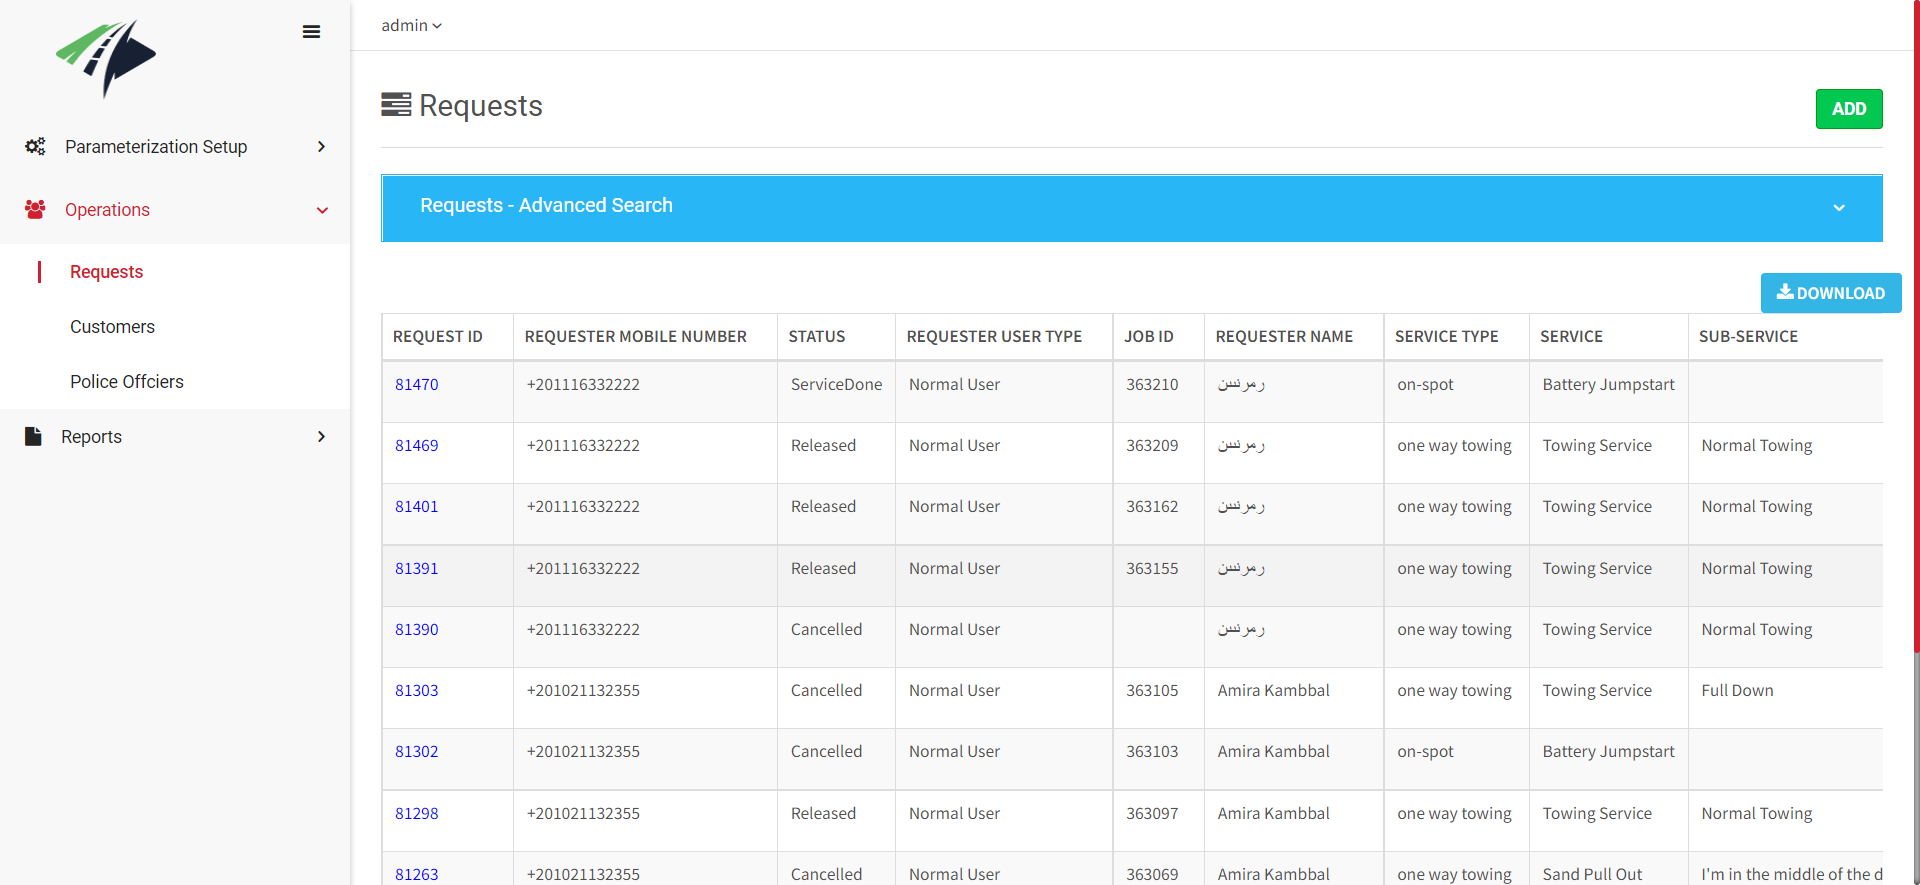 admin
Requests
ADD
Parameterization Setup
Operations
Requests
Customers
Police Offciers
Reports
Requests - Advanced Search
DOWNLOAD
REQUEST ID REQUESTER MOBILE NUMBER STATUS REQUESTER USER TYPE JOB ID REQUESTER NAME SERVICE TYPE SERVICE SUB-SERVICE
81470 +201116332222 ServiceDone Normal User 363210 on-spot Battery Jumpstart
81469 +201116332222 Released Normal User 363209 one way towing Towing Service Normal Towing
81401 +201116332222 Released Normal User 363162 one way towing Towing Service Normal Towing
81391 +201116332222 Released Normal User 363155 one way towing Towing Service Normal Towing
81390 +201116332222 Cancelled Normal User one way towing Towing Service Normal Towing
81303 +201021132355 Cancelled Normal User 363105 Amira Kambbal one way towing Towing Service Full Down
81302 +201021132355 Cancelled Normal User 363103 Amira Kambbal on-spot Battery Jumpstart
81298 +201021132355 Released Normal User 363097 Amira Kambbal one way towing Towing Service Normal Towing
81263 +201021132355 Cancelled Normal User 363069 Amira Kambbal one way towing Sand Pull Out I'm in the middle of the d